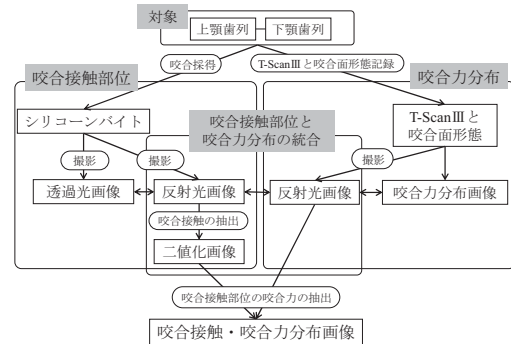 対象
上顎歯列
下顎歯列
咬合採得
T-ScanⅢと咬合面形態記録
咬合接触部位
咬合力分布
シリコーンバイト
咬合接触部位と
咬合力分布の統合
T-ScanⅢと
咬合面形態
撮影
撮影
撮影
透過光画像
反射光画像
反射光画像
咬合力分布画像
咬合接触の抽出
二値化画像
咬合接触部位の咬合力の抽出
咬合接触・咬合力分布画像